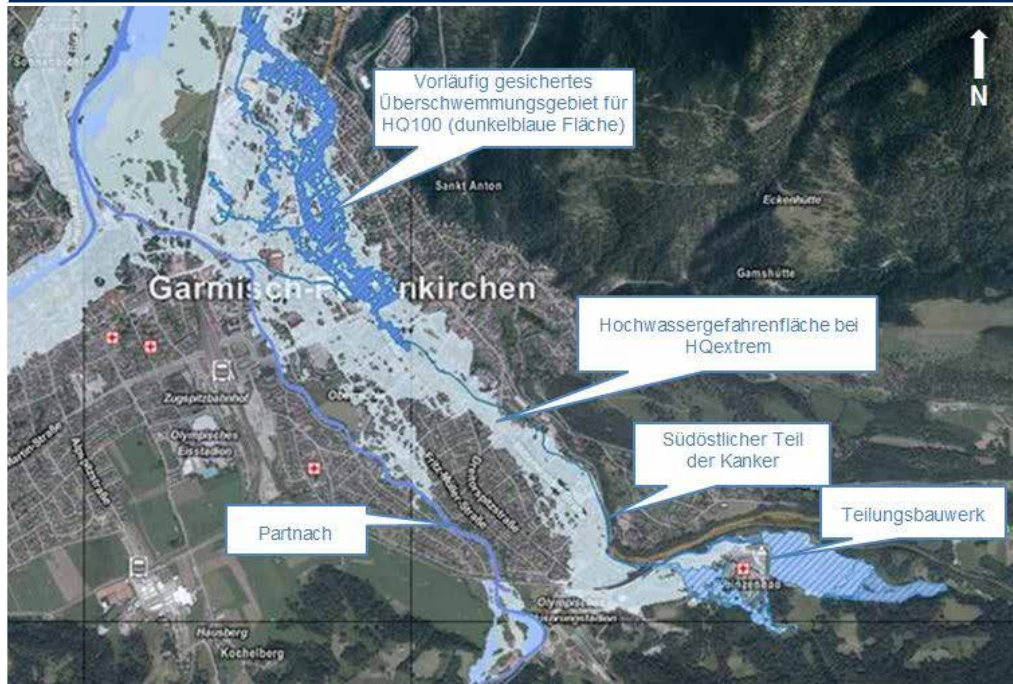 N
Vorläufig gesichertes
Überschwemmungsgebiet für
HQ100 (dunkelblaue Fläche)
Sankt Anton
Eckenhütte
Gamshütte
Garmisch-P
nkirchen
Hochwassergefahrenfläche bei
HQextrem
Zugspitzbahnhof
Olympisches
Eisstadion
Südöstlicher Teil
der Kanker
Teilungsbauwerk
Partnach
Hausberg
Kochelberg